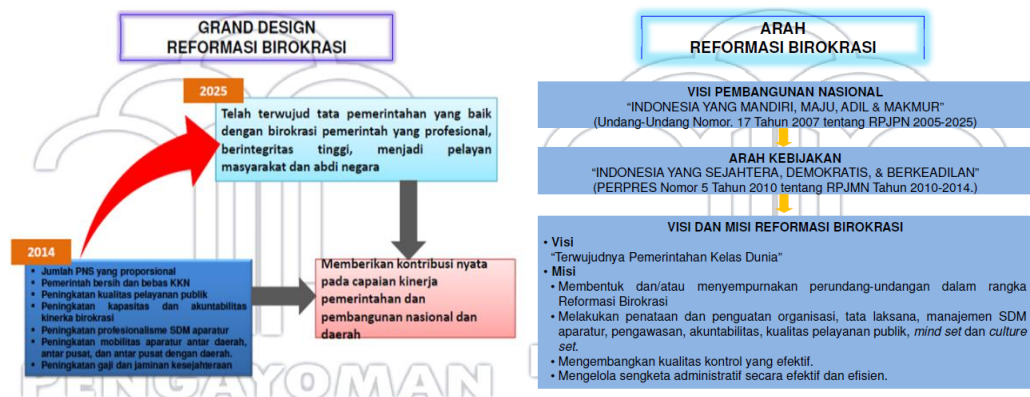 GRAND DESIGN
REFORMASI BIROKRASI
2025
Telah terwujud tata pemerintahan yang baik
dengan birokrasi pemerintah yang profesional,
berintegritas tinggi, menjadi pelayan
masyarakat dan abdi negara
2014
• Jumlah PNS yang proporsional
• Pemerintah bersih dan bebas KKN
• Peningkatan kualitas pelayanan publik
• Peningkatan kapasitas dan akuntabilitas
kinerka birokrasi
• Peningkatan profesionalisme SDM aparatur
• Peningkatan mobilitas aparatur antar daerah,
antar pusat, dan antar pusat dengan daerah.
• Peningkatan gaji dan jaminan kesejahteraan
Memberikan kontribusi nyata
pada capaian kinerja
pemerintahan dan
pembangunan nasional dan
daerah
PENGAYOMAN
ARAH
REFORMASI BIROKRASI
VISI PEMBANGUNAN NASIONAL
“INDONESIA YANG MANDIRI, MAJU, ADIL & MAKMUR”
(Undang-Undang Nomor. 17 Tahun 2007 tentang RPJPN 2005-2025)
ARAH KEBIJAKAN
“INDONESIA YANG SEJAHTERA, DEMOKRATIS, & BERKEADILAN”
(PERPRES Nomor 5 Tahun 2010 tentang RPJMN Tahun 2010-2014.)
VISI DAN MISI REFORMASI BIROKRASI
• Visi
“Terwujudnya Pemerintahan Kelas Dunia”
• Misi
• Membentuk dan/atau menyempurnakan perundang-undangan dalam rangka
Reformasi Birokrasi
• Melakukan penataan dan penguatan organisasi, tata laksana, manajemen SDM
aparatur, pengawasan, akuntabilitas, kualitas pelayanan publik, mind set dan culture
set.
• Mengembangkan kualitas kontrol yang efektif.
• Mengelola sengketa administratif secara efektif dan efisien.